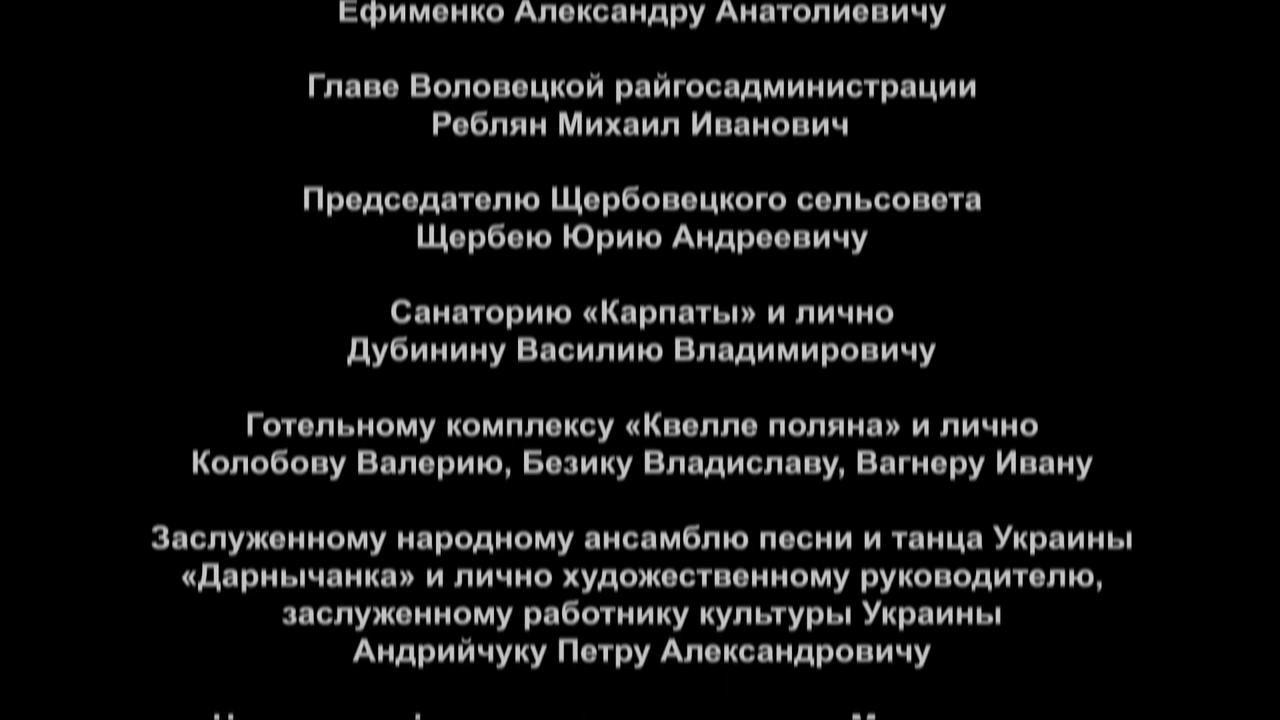 Ефименко Александру Анатолиевичу
Главе Воловецкой райгосадминистрации
Реблян Михаил Иванович
Председателю Щербовецкого сельсовета
Щербею Юрию Андреевичу
Санаторию «Карпаты» и лично
Дубинину Василию Владимировичу
Готельному комплексу «Квелле поляна» и лично
Колобову Валерию, Безику Владиславу, Вагнеру Ивану
Заслуженному народному ансамблю песни и танца Украины
«Дарнычанка» и лично художественному руководителю,
заслуженному работнику культуры Украины
Андрийчуку Петру Александровичу